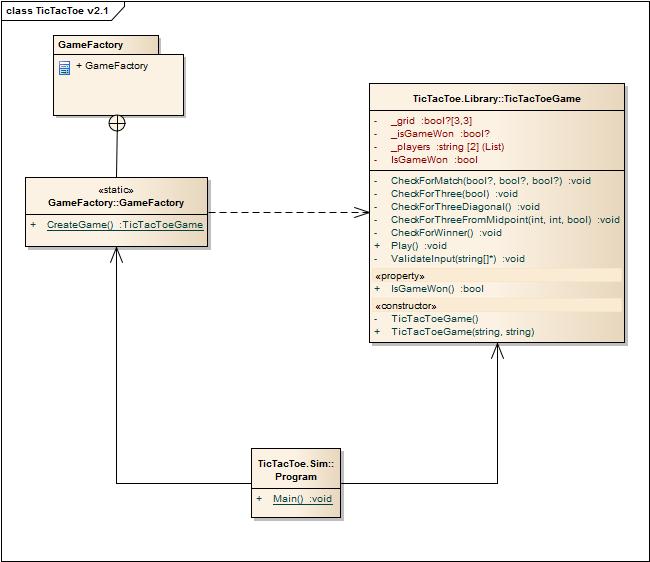 class TicTacToe v2.1
GameFactory
+ GameFactory
«static»
GameFactory::GameFactory
+ CreateGame() :TicTacToeGame
TicTacToe.Library::TicTacToeGame
- _grid :bool?[3,3]
- _isGameWon :bool?
- _players :string [2] (List)
- IsGameWon :bool
- CheckForMatch(bool?, bool?, bool?) :void
- CheckForThree(bool) :void
- CheckForThreeDiagonal() :void
- CheckForThreeFromMidpoint(int, int, bool) :void
- CheckForWinner() :void
+ Play() :void
- ValidateInput(string[]*) :void
«property»
+ IsGameWon() :bool
«constructor»
- TicTacToeGame()
+ TicTacToeGame(string, string)
TicTacToe.Sim::
Program
+ Main() :void